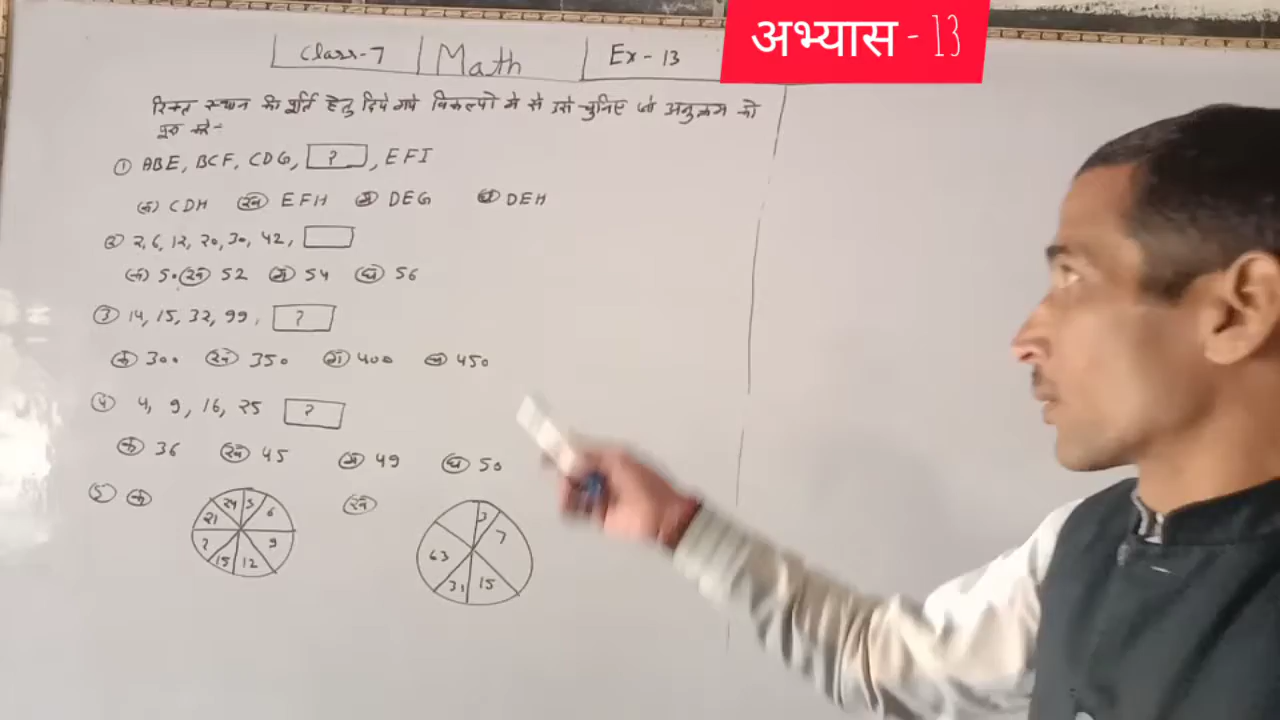 अभ्यास - 13
Class-7 Math Ex-13
रिक्त स्थान की पूर्ति हेतु दिये गये विकल्पो मे से उसे चुनिए जो अनुक्रम को
पूरा करे-
① ABE, BCF, CDG, ?, EFI
(क) CDH (ख) EFH (ग) DEG (घ) DEH
② 2, 6, 12, 20, 30, 42,
(क) 50 (ख) 52 (ग) 54 (घ) 56
③ 14, 15, 32, 99, ?
(क) 300 (ख) 350 (ग) 400 (घ) 450
④ 4, 9, 16, 25 ?
(क) 36 (ख) 45 (ग) 49 (घ) 50
⑤ (क) (ख)
24 5 6 9 12 15 ? 21
3 7 15 31 63